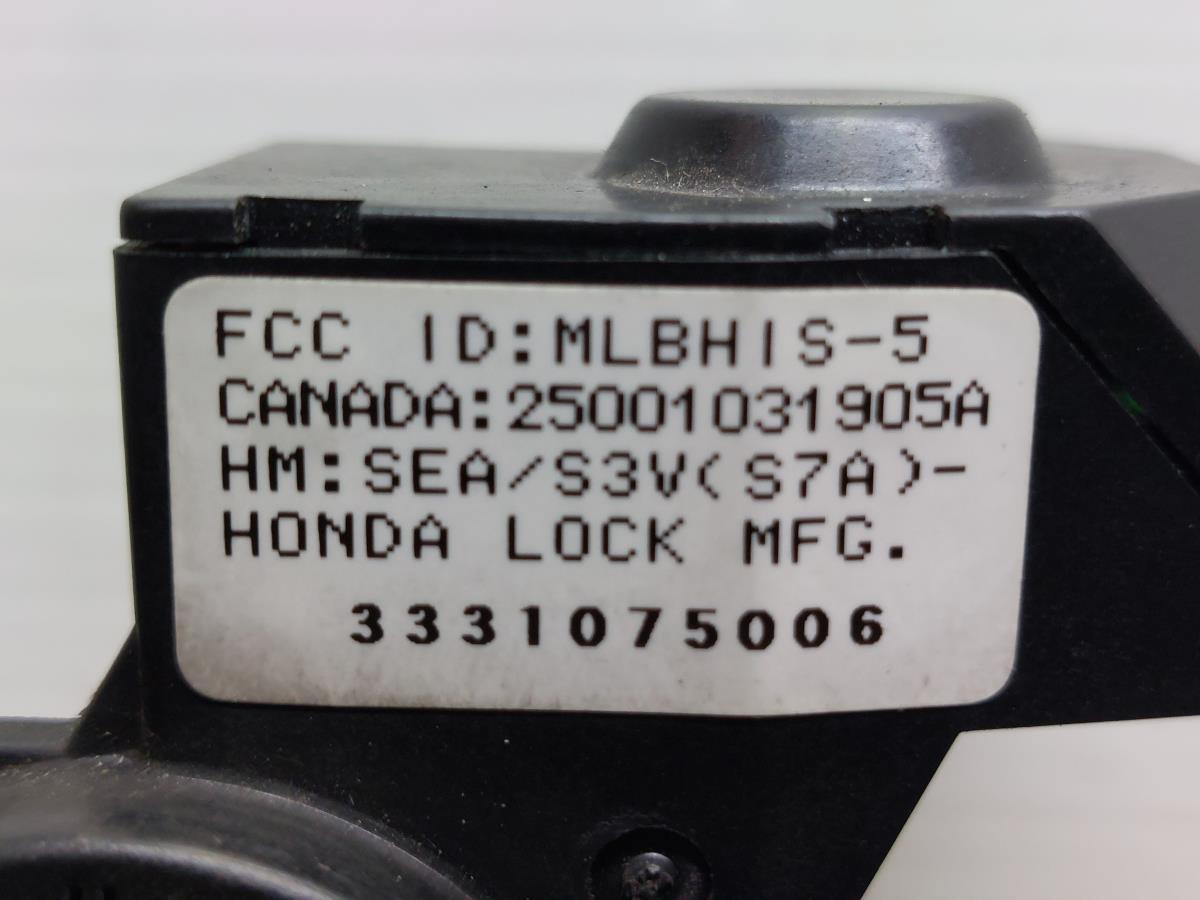 FCC ID:MLBHIS-5
CANADA:25001031905A
HM:SEA/S3V(S7A)-
HONDA LOCK MFG.
3331075006